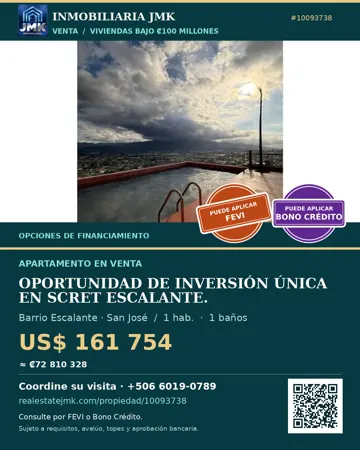 INMOBILIARIA JMK
#10093738
JMK
VENTA / VIVIENDAS BAJO ₡100 MILLONES
PUEDE APLICAR
FEVI
PUEDE APLICAR
BONO CRÉDITO
OPCIONES DE FINANCIAMIENTO
APARTAMENTO EN VENTA
OPORTUNIDAD DE INVERSIÓN ÚNICA
EN SCRET ESCALANTE.
Barrio Escalante · San José / 1 hab. · 1 baños
US$ 161 754
≈ ₡72 810 328
Coordine su visita · +506 6019-0789
realestatejmk.com/propiedad/10093738
Consulte por FEVI o Bono Crédito.
Sujeto a requisitos, avalúo, topes y aprobación bancaria.